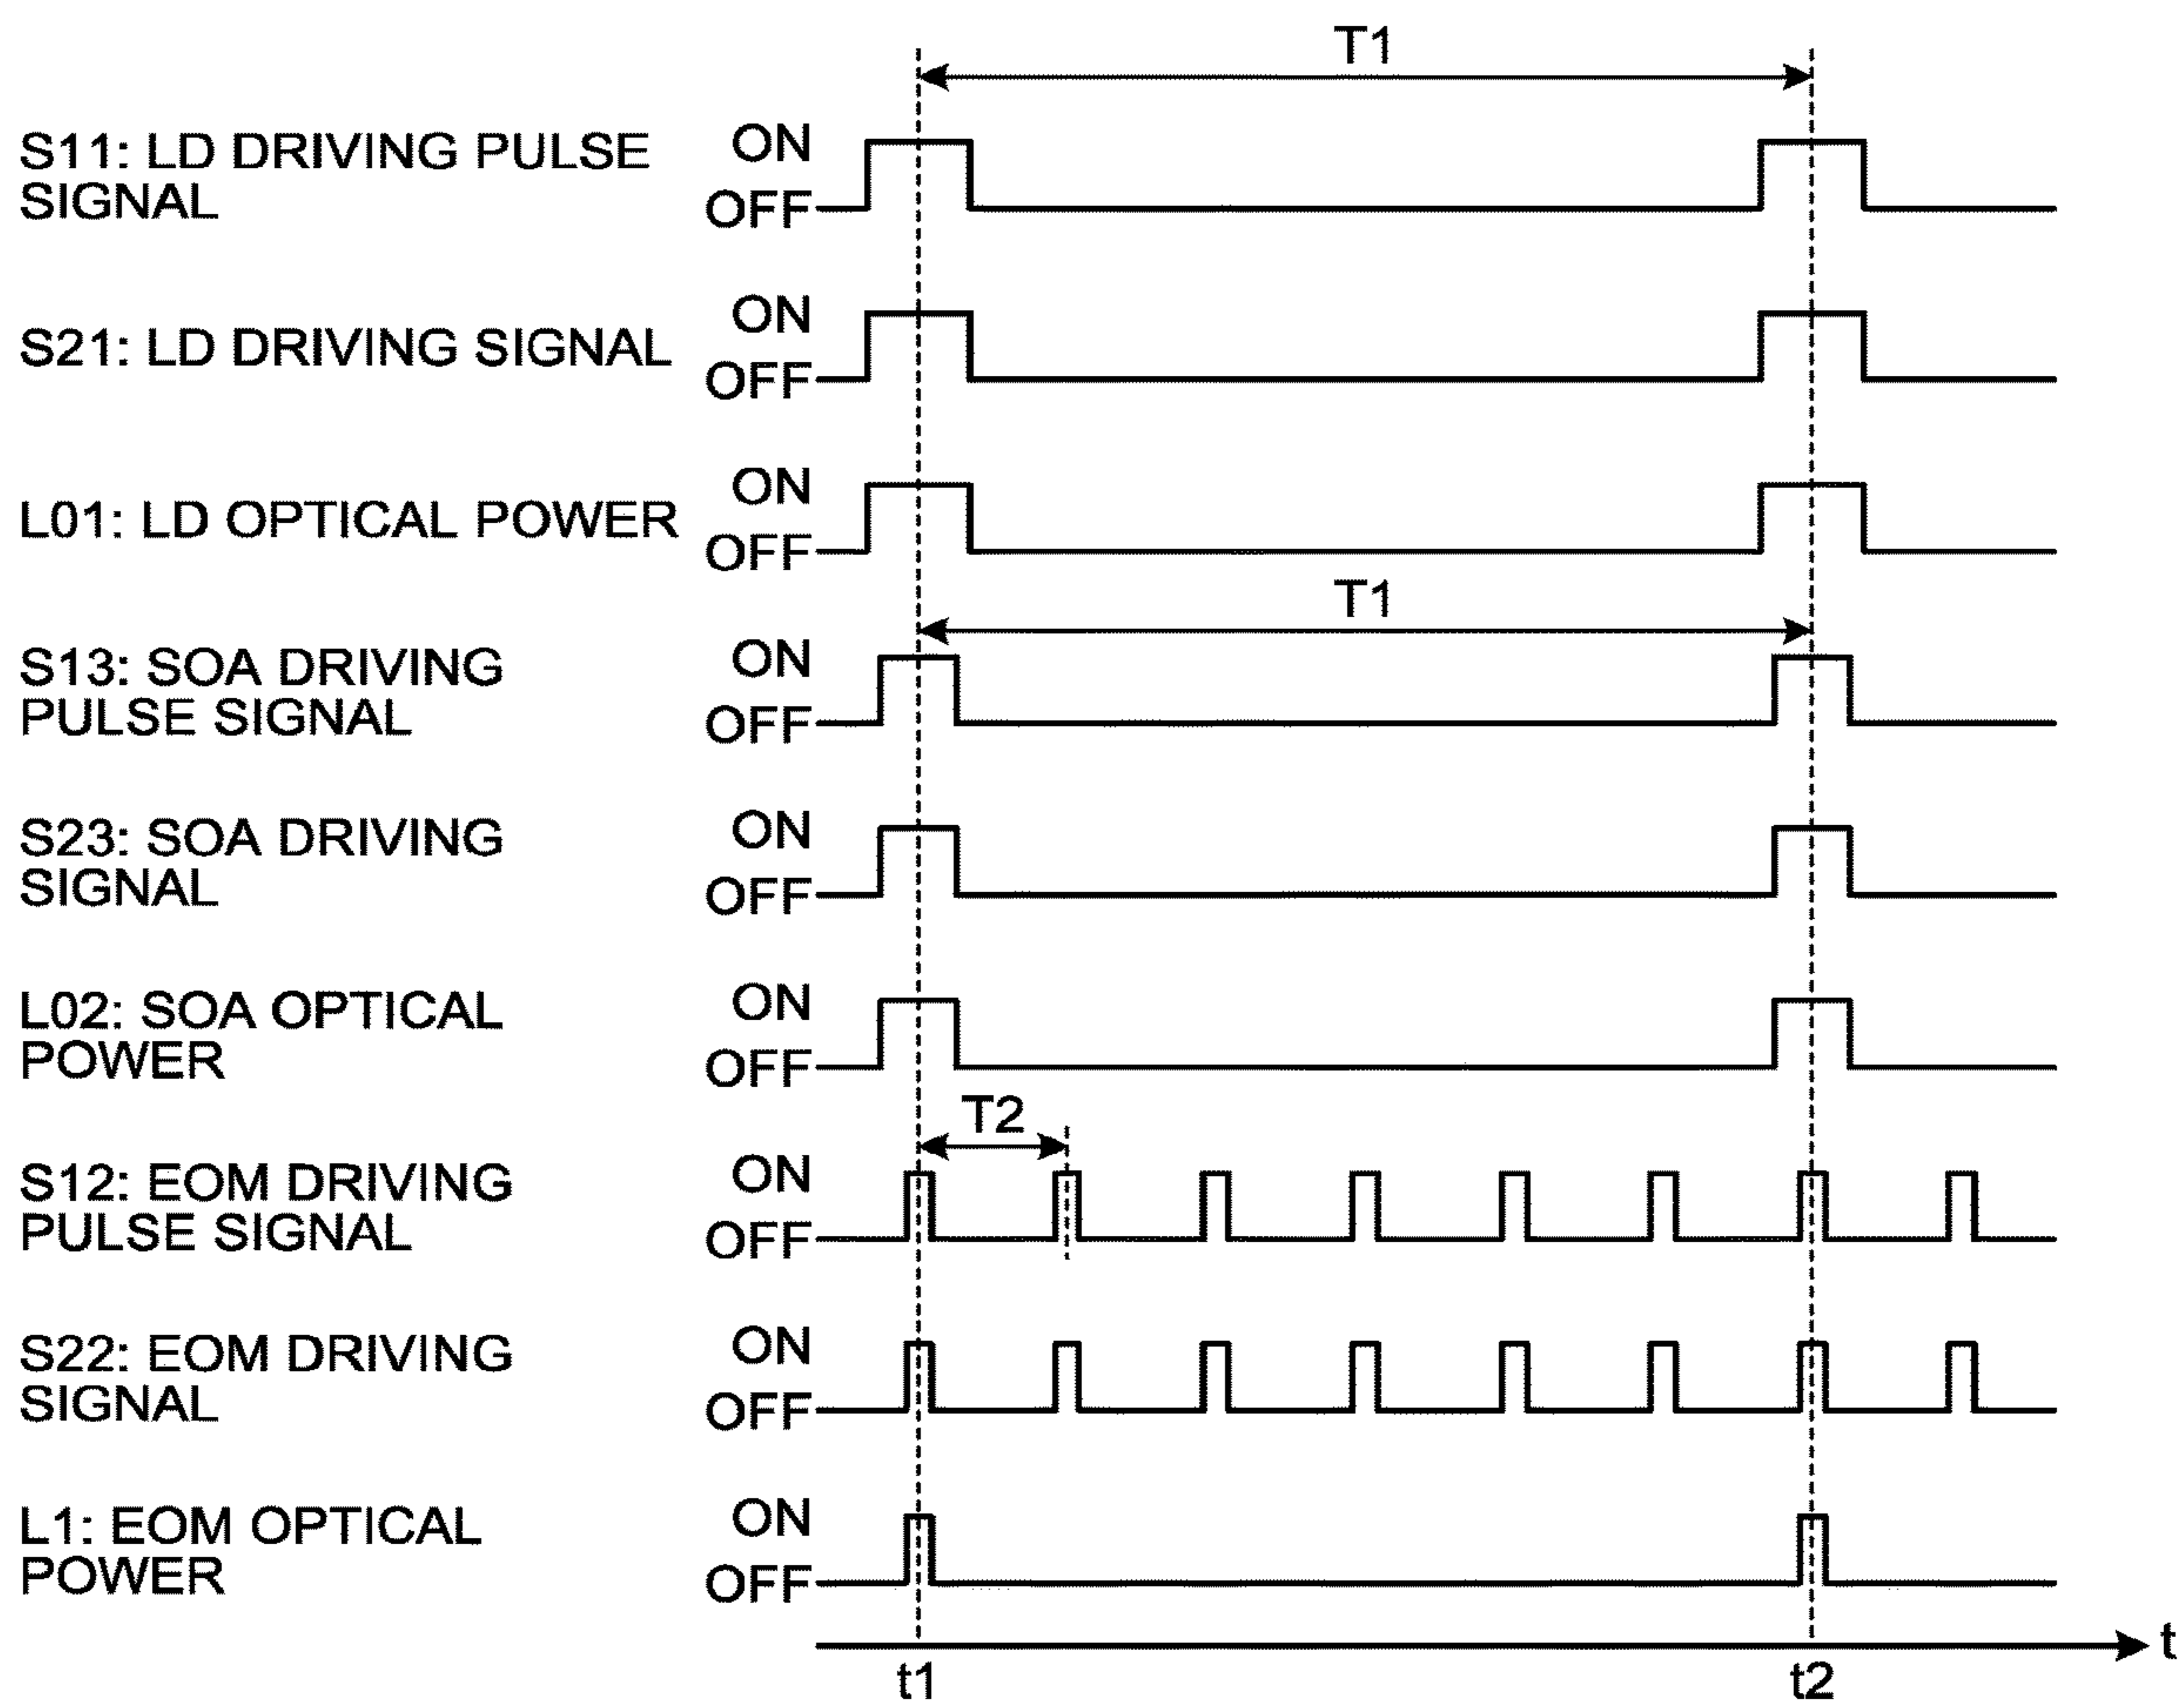 T1
S11: LD DRIVING PULSE
SIGNAL
ON
OFF
S21: LD DRIVING SIGNAL
ON
OFF
L01: LD OPTICAL POWER
ON
OFF
T1
S13: SOA DRIVING
PULSE SIGNAL
ON
OFF
S23: SOA DRIVING
SIGNAL
ON
OFF
L02: SOA OPTICAL
POWER
ON
OFF
T2
S12: EOM DRIVING
PULSE SIGNAL
ON
OFF
S22: EOM DRIVING
SIGNAL
ON
OFF
L1: EOM OPTICAL
POWER
ON
OFF
t
t1
t2